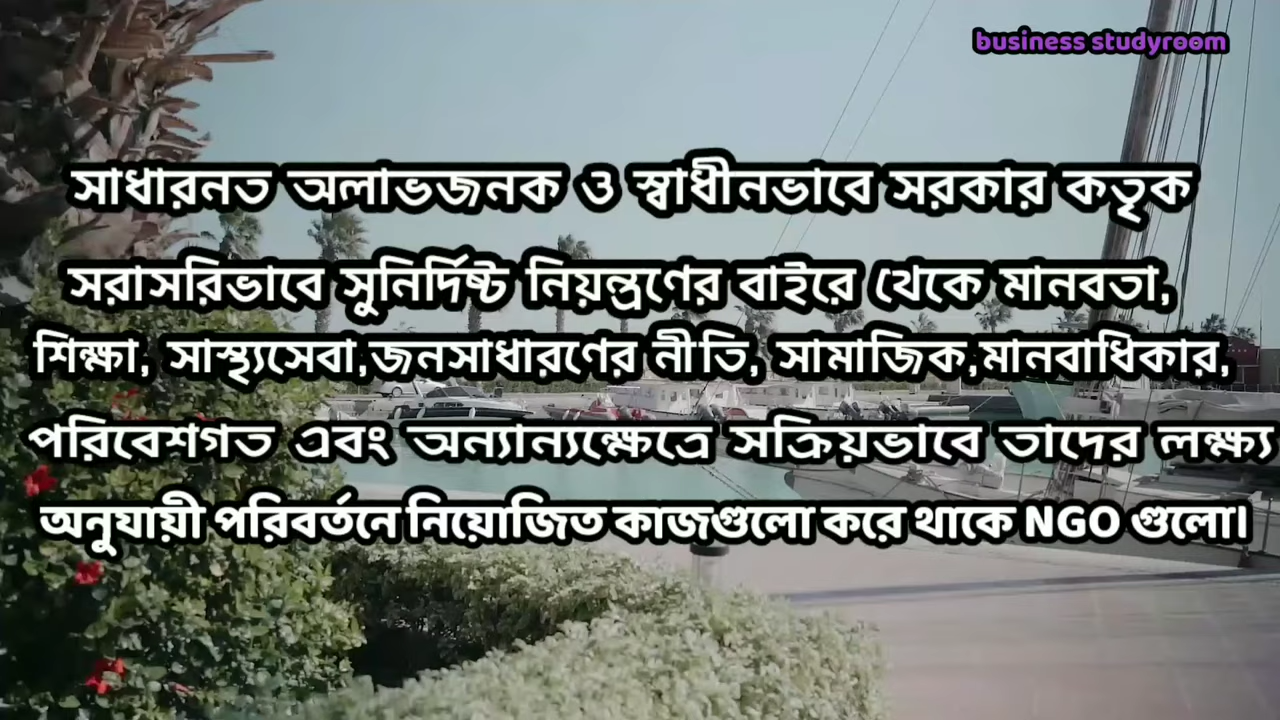 business studyroom
সাধারনত অলাভজনক ও স্বাধীনভাবে সরকার কতৃক
সরাসরিভাবে সুনির্দিষ্ট নিয়ন্ত্রণের বাইরে থেকে মানবতা,
শিক্ষা, সাস্থ্যসেবা,জনসাধারণের নীতি, সামাজিক,মানবাধিকার,
পরিবেশগত এবং অন্যান্যক্ষেত্রে সক্রিয়ভাবে তাদের লক্ষ্য
অনুযায়ী পরিবর্তনে নিয়োজিত কাজগুলো করে থাকে NGO গুলো।